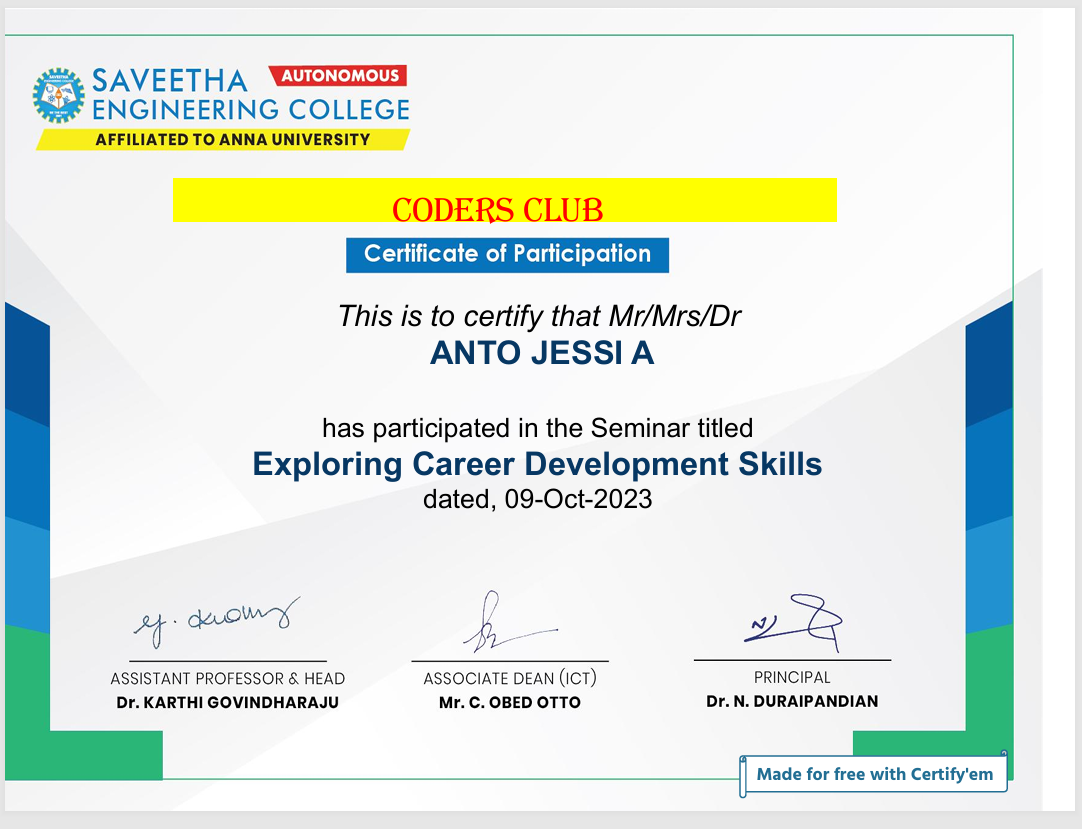 SAVEETHA AUTONOMOUS
ENGINEERING COLLEGE
AFFILIATED TO ANNA UNIVERSITY
CODERS CLUB
Certificate of Participation
This is to certify that Mr/Mrs/Dr
ANTO JESSI A
has participated in the Seminar titled
Exploring Career Development Skills
dated, 09-Oct-2023
ASSISTANT PROFESSOR & HEAD
Dr. KARTHI GOVINDHARAJU
ASSOCIATE DEAN (ICT)
Mr. C. OBED OTTO
PRINCIPAL
Dr. N. DURAIPANDIAN
Made for free with Certify'em